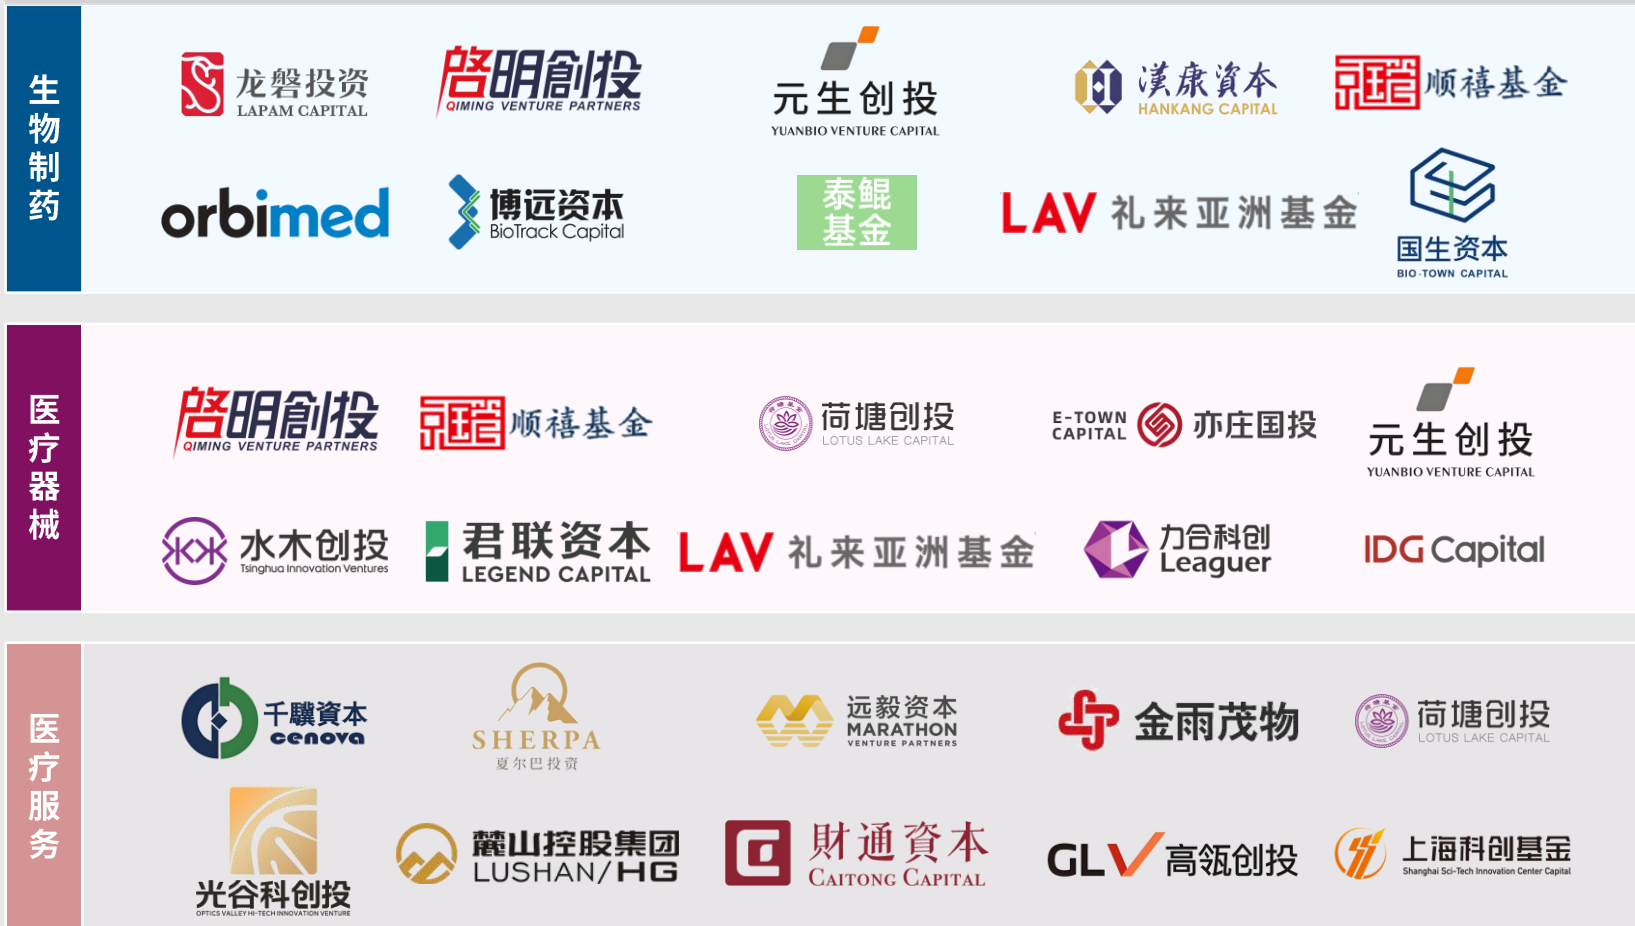 生物制药
龙磐投资
LAPAM CAPITAL
啓明創投
QIMING VENTURE PARTNERS
元生创投
YUANBIO VENTURE CAPITAL
漢康資本
HANKANG CAPITAL
顺禧基金
orbimed
博远资本
BioTrack Capital
泰鲲
基金
LAV 礼来亚洲基金
国生资本
BIO-TOWN CAPITAL
医疗器械
啓明創投
QIMING VENTURE PARTNERS
顺禧基金
荷塘创投
LOTUS LAKE CAPITAL
E-TOWN
CAPITAL
亦庄国投
元生创投
YUANBIO VENTURE CAPITAL
水木创投
Tsinghua Innovation Ventures
君联资本
LEGEND CAPITAL
LAV 礼来亚洲基金
力合科创
Leaguer
IDG Capital
医疗服务
千驥資本
cenova
SHERPA
夏尔巴投资
远毅资本
MARATHON
VENTURE PARTNERS
金雨茂物
荷塘创投
LOTUS LAKE CAPITAL
光谷科创投
OPTICS VALLEY HI-TECH INNOVATION VENTURE
麓山控股集团
LUSHAN/HG
財通資本
CAITONG CAPITAL
GLV 高瓴创投
上海科创基金
Shanghai Sci-Tech Innovation Center Capital